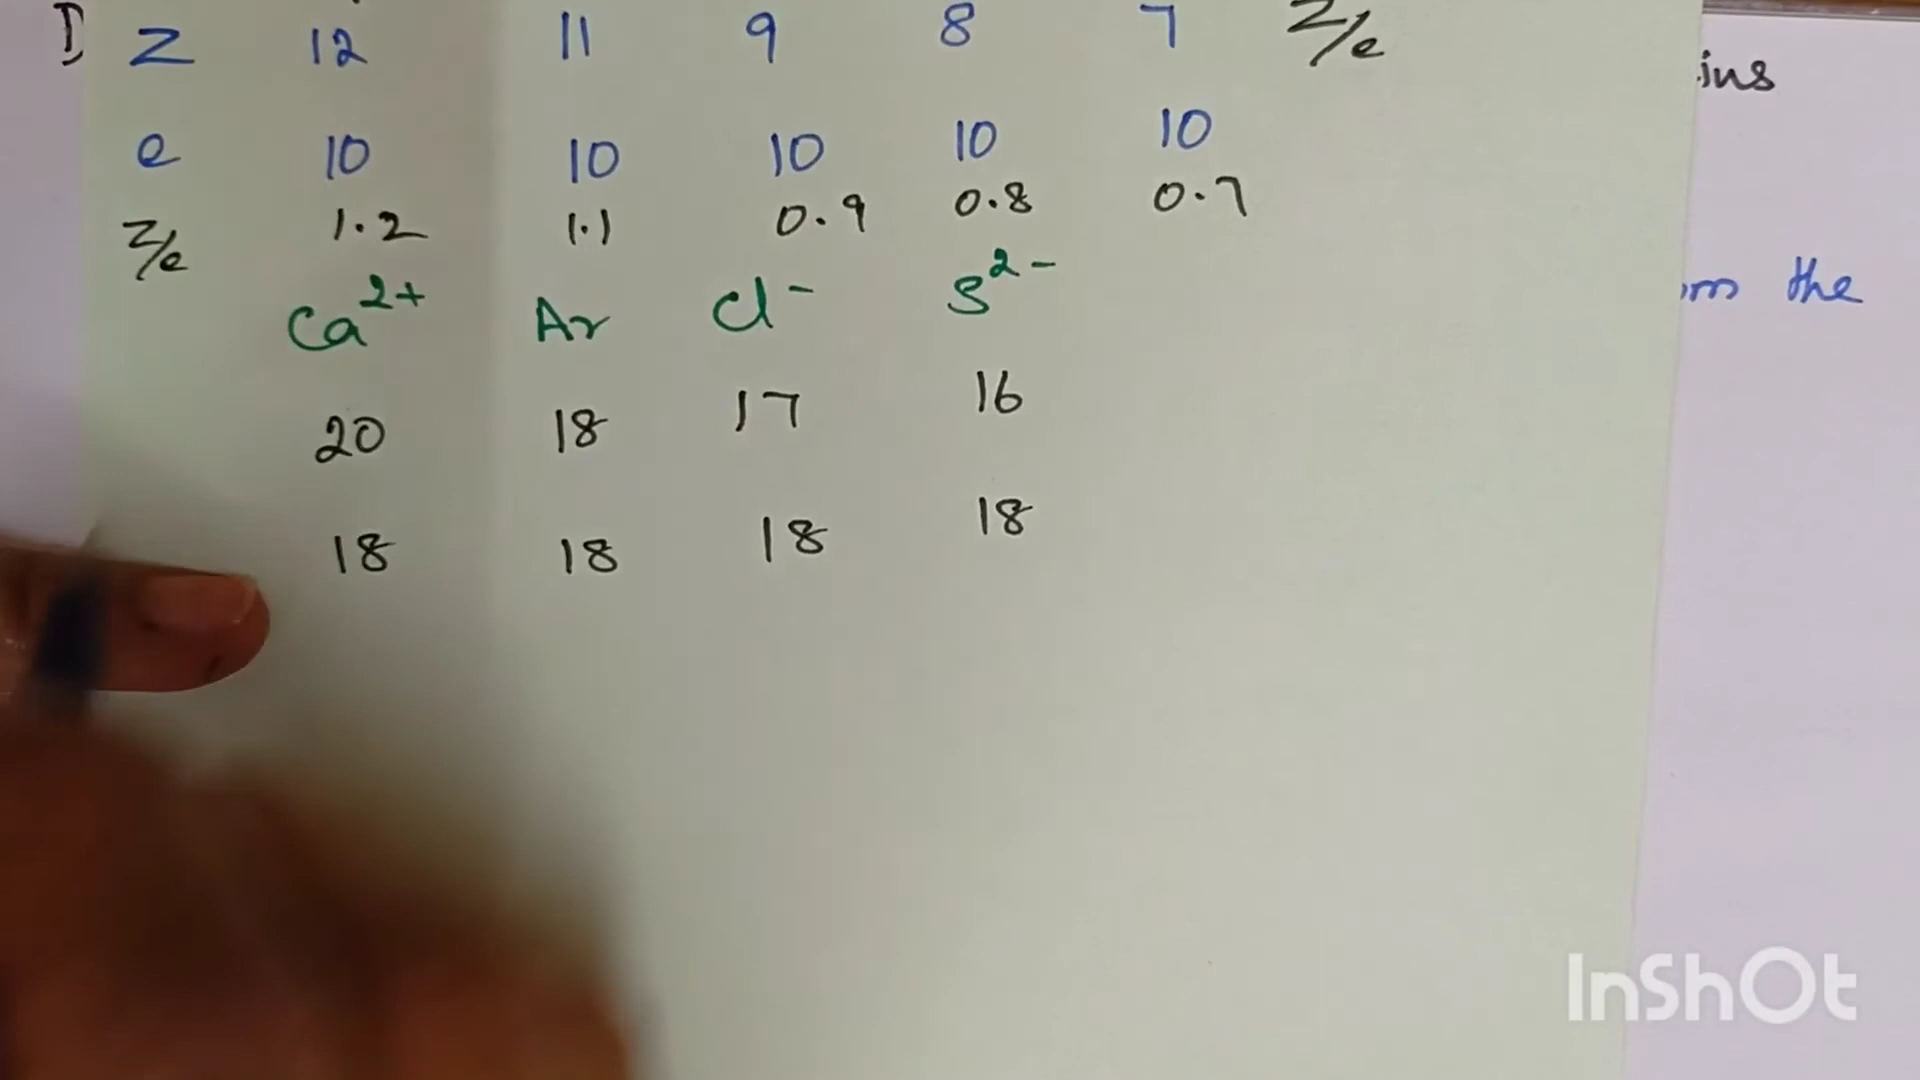 I) Z 12 11 9 8 7 Z/e
ins
e 10 10 10 10 10
Z/e 1.2 1.1 0.9 0.8 0.7
Ca2+ Ar Cl- S2-
the
20 18 17 16
18 18 18 18
InShOt